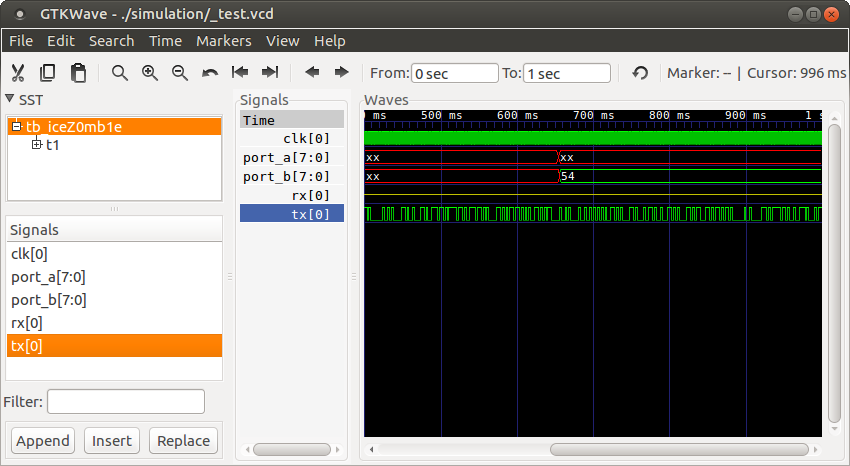 GTKWave - ./simulation/_test.vcd
File Edit Search Time Markers View Help
From: 0 sec To: 1 sec Marker: -- | Cursor: 996 ms
SST
tb_iceZ0mb1e
t1
Signals
clk[0]
port_a[7:0]
port_b[7:0]
rx[0]
tx[0]
Filter:
Append Insert Replace
Signals
Time
clk[0]
port_a[7:0]
port_b[7:0]
rx[0]
tx[0]
Waves
ms 500 ms 600 ms 700 ms 800 ms 900 ms 1 s
xx xx
xx 54